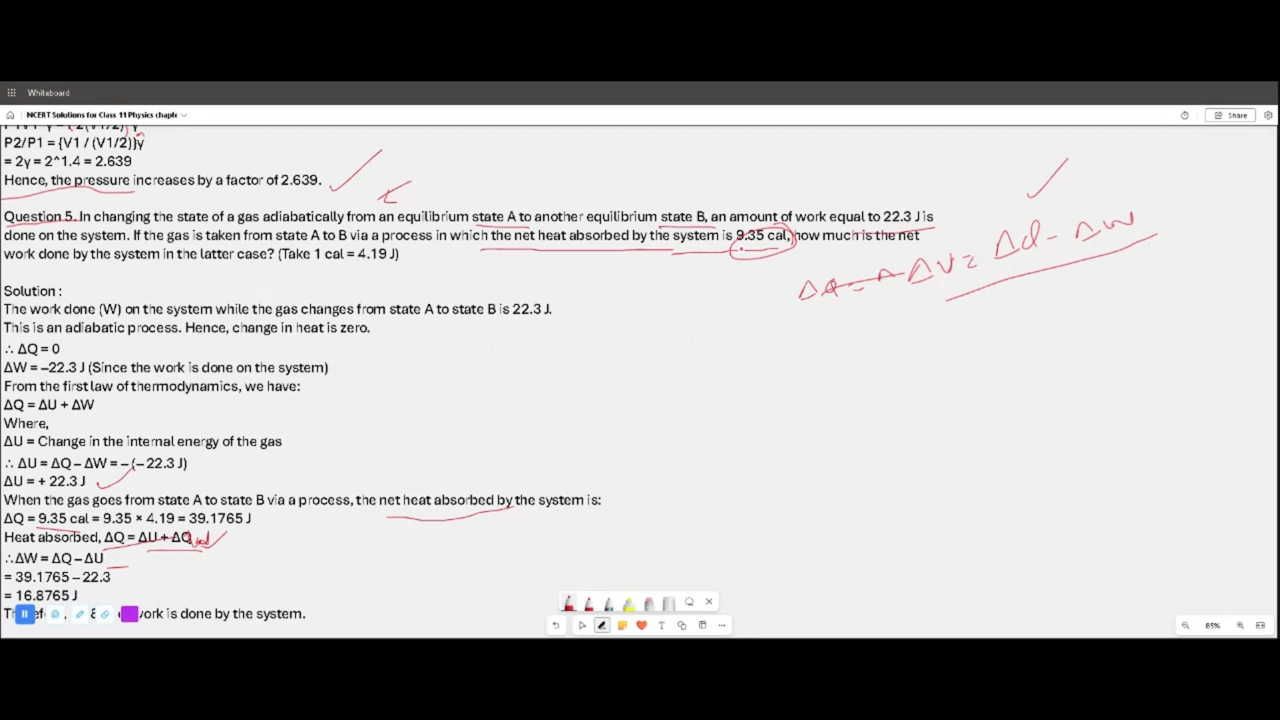 Whiteboard
NCERT Solutions for Class 11 Physics chapte
Share
P2/P1 = {V1 / (V1/2)}γ
= 2γ = 2^1.4 = 2.639
Hence, the pressure increases by a factor of 2.639.
Question 5. In changing the state of a gas adiabatically from an equilibrium state A to another equilibrium state B, an amount of work equal to 22.3 J is
done on the system. If the gas is taken from state A to B via a process in which the net heat absorbed by the system is 9.35 cal, how much is the net
work done by the system in the latter case? (Take 1 cal = 4.19 J)
ΔU = ΔQ - ΔW
Solution :
The work done (W) on the system while the gas changes from state A to state B is 22.3 J.
This is an adiabatic process. Hence, change in heat is zero.
∴ ΔQ = 0
ΔW = –22.3 J (Since the work is done on the system)
From the first law of thermodynamics, we have:
ΔQ = ΔU + ΔW
Where,
ΔU = Change in the internal energy of the gas
∴ ΔU = ΔQ – ΔW = – (– 22.3 J)
ΔU = + 22.3 J
When the gas goes from state A to state B via a process, the net heat absorbed by the system is:
ΔQ = 9.35 cal = 9.35 × 4.19 = 39.1765 J
Heat absorbed, ΔQ = ΔU + ΔQ
∴ΔW = ΔQ – ΔU
= 39.1765 – 22.3
= 16.8765 J
work is done by the system.
85%